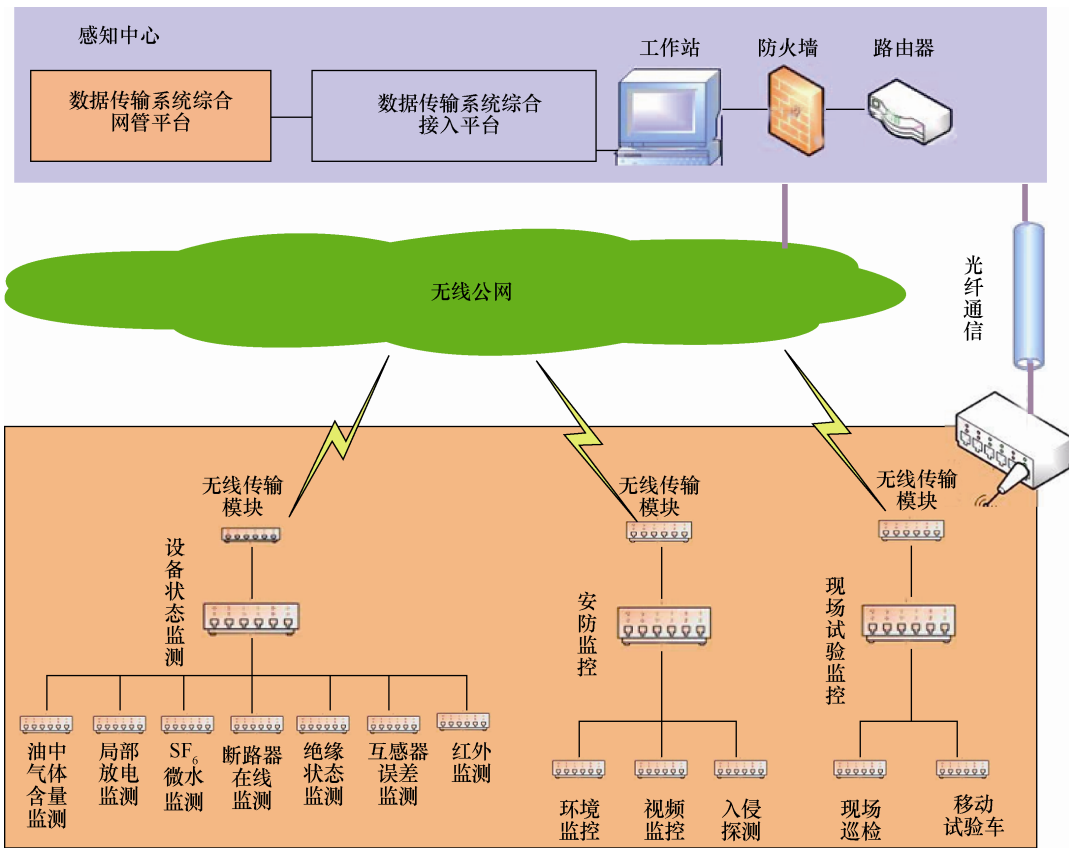 感知中心
工作站
防火墙
路由器
数据传输系统综合
网管平台
数据传输系统综合
接入平台
无线公网
光纤通信
无线传输
模块
无线传输
模块
无线传输
模块
设备状态监测
安防监控
现场试验监控
油中
气体
含量
监测
局部
放电
监测
SF₆
微水
监测
断路器
在线
监测
绝缘
状态
监测
互感器
误差
监测
红外
监测
环境
监控
视频
监控
入侵
探测
现场
巡检
移动
试验车